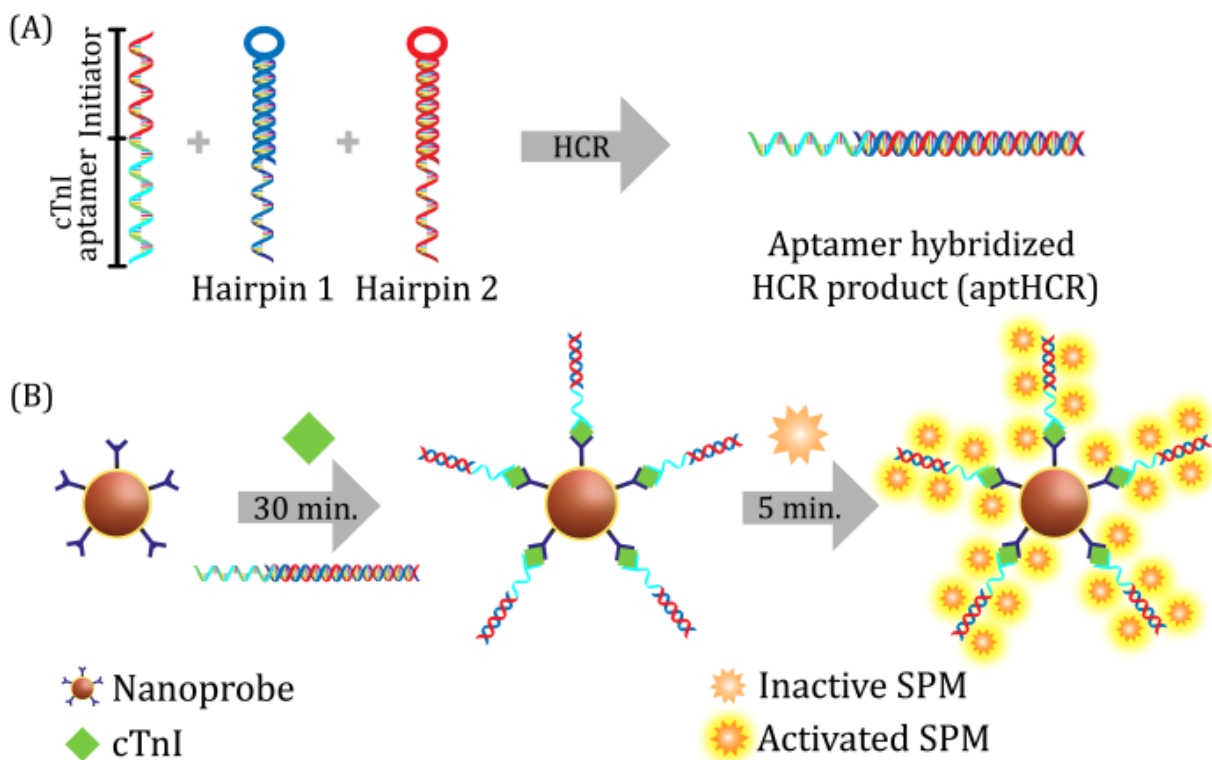 (A)
Initiator
cTnI
aptamer
Hairpin 1
Hairpin 2
HCR
Aptamer hybridized
HCR product (aptHCR)
(B)
30 min.
5 min.
Nanoprobe
cTnI
Inactive SPM
Activated SPM